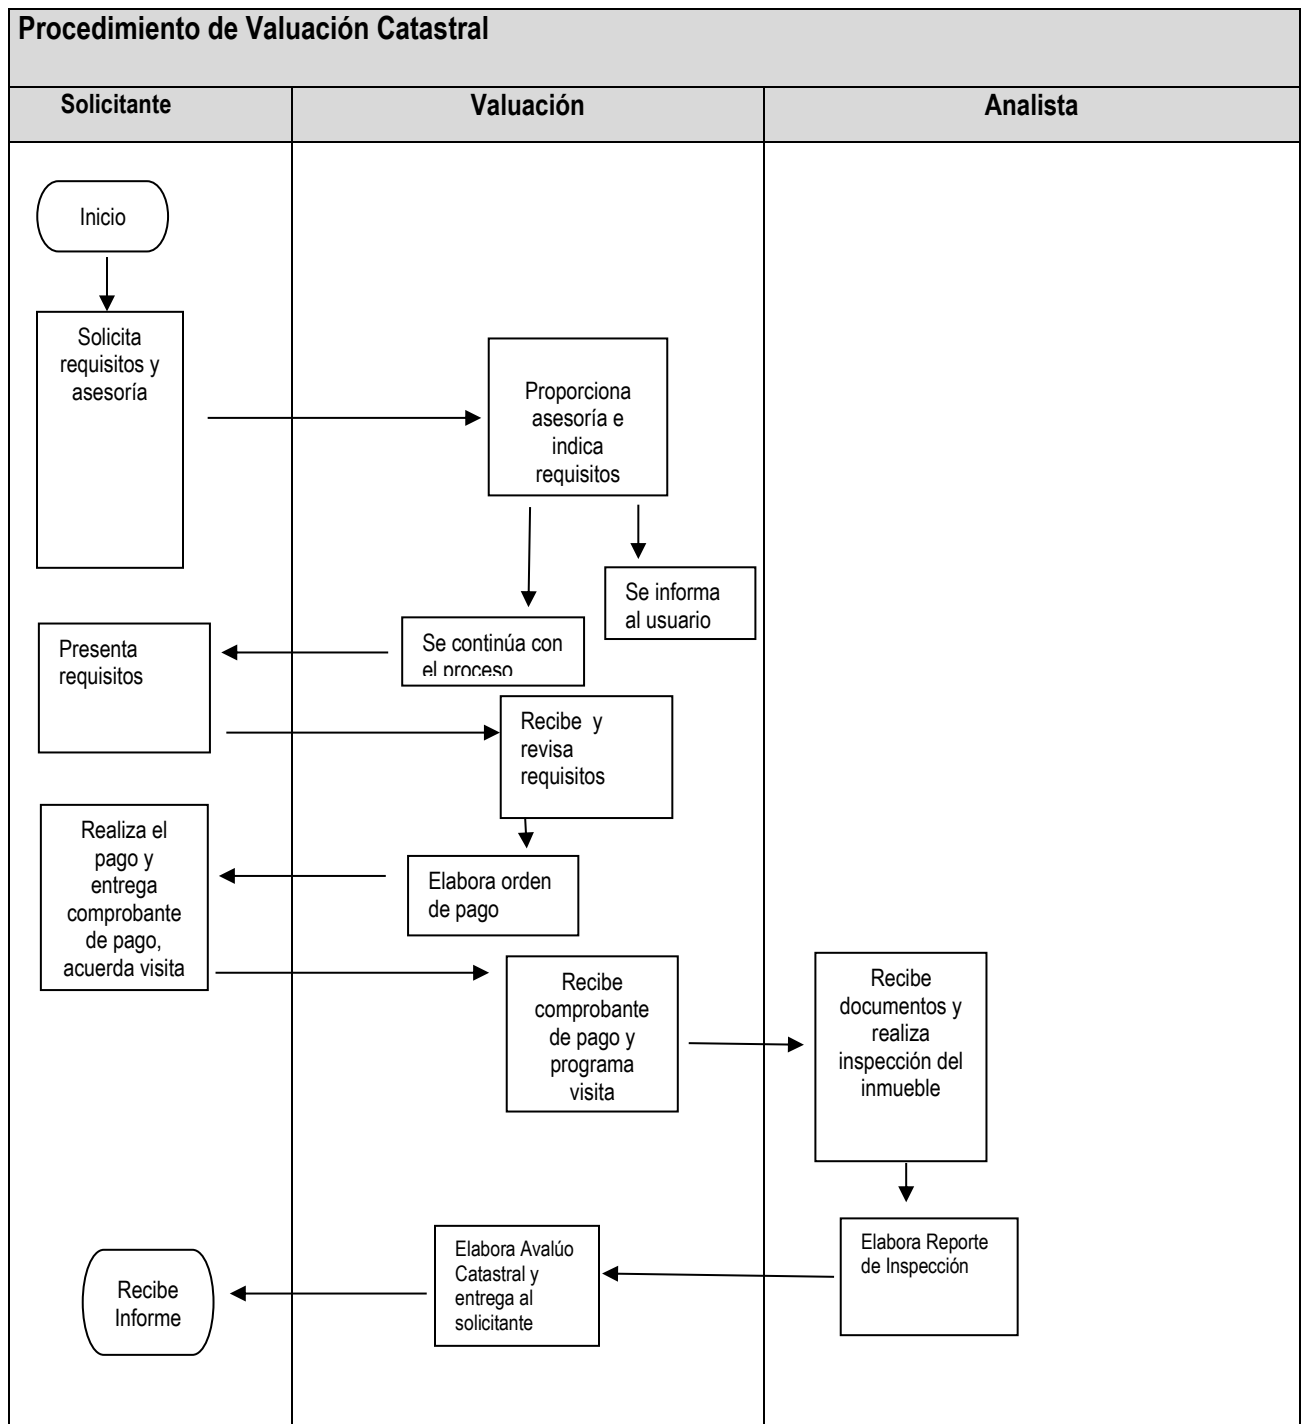 Procedimiento de Valuación Catastral
Solicitante
Valuación
Analista
Inicio
Solicita
requisitos y
asesoría
Proporciona
asesoría e
indica
requisitos
Se informa
al usuario
Se continúa con
el proceso
Presenta
requisitos
Recibe y
revisa
requisitos
Elabora orden
de pago
Realiza el
pago y
entrega
comprobante
de pago,
acuerda visita
Recibe
comprobante
de pago y
programa
visita
Recibe
documentos y
realiza
inspección del
inmueble
Elabora Reporte
de Inspección
Elabora Avalúo
Catastral y
entrega al
solicitante
Recibe
Informe